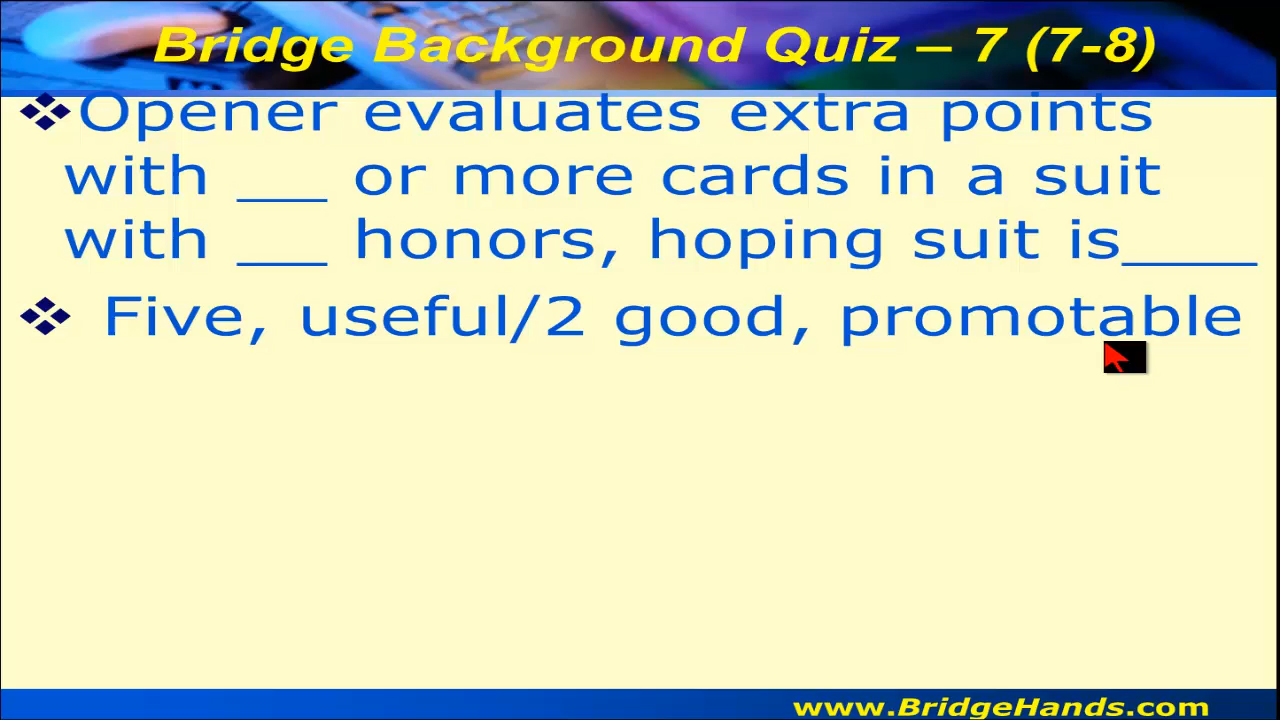 Bridge Background Quiz – 7 (7-8)
Opener evaluates extra points
with ___ or more cards in a suit
with ___ honors, hoping suit is____
Five, useful/2 good, promotable
www.BridgeHands.com